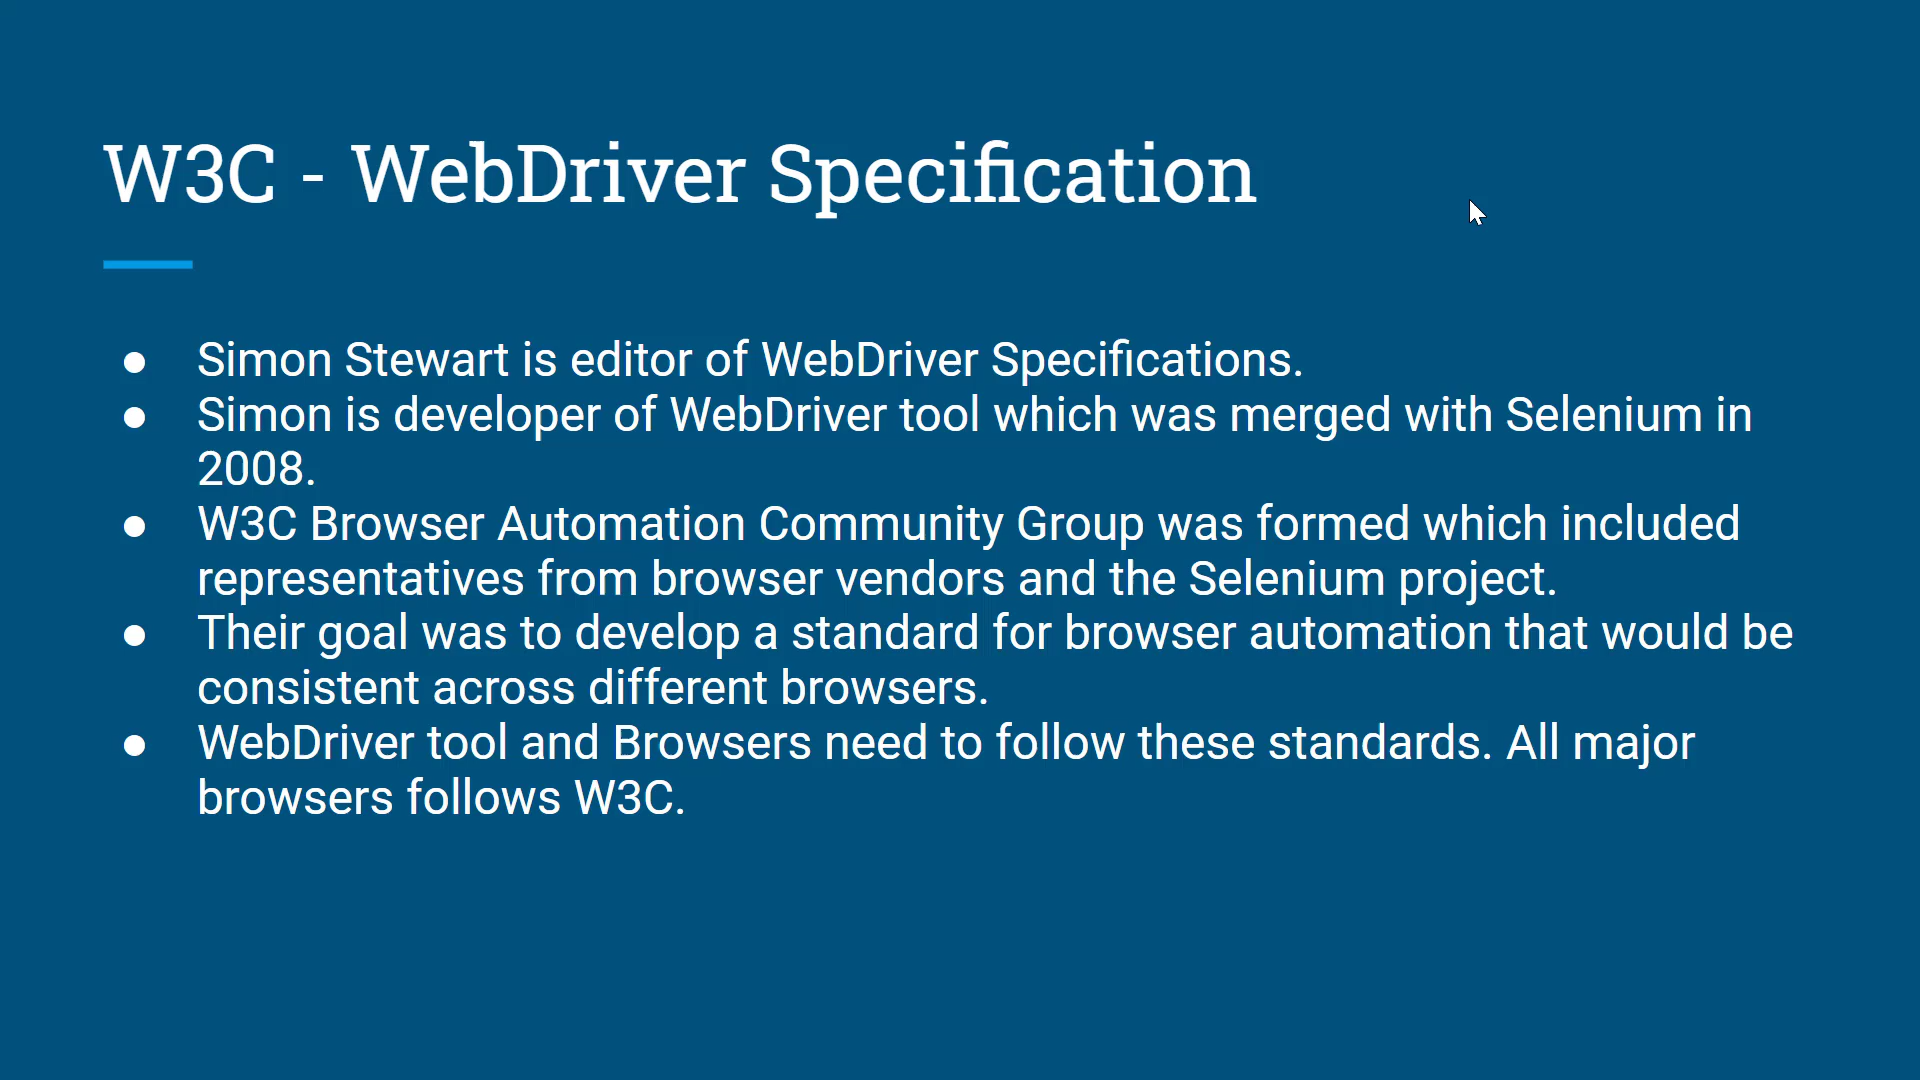 W3C - WebDriver Specification
● Simon Stewart is editor of WebDriver Specifications.
● Simon is developer of WebDriver tool which was merged with Selenium in
2008.
● W3C Browser Automation Community Group was formed which included
representatives from browser vendors and the Selenium project.
● Their goal was to develop a standard for browser automation that would be
consistent across different browsers.
● WebDriver tool and Browsers need to follow these standards. All major
browsers follows W3C.